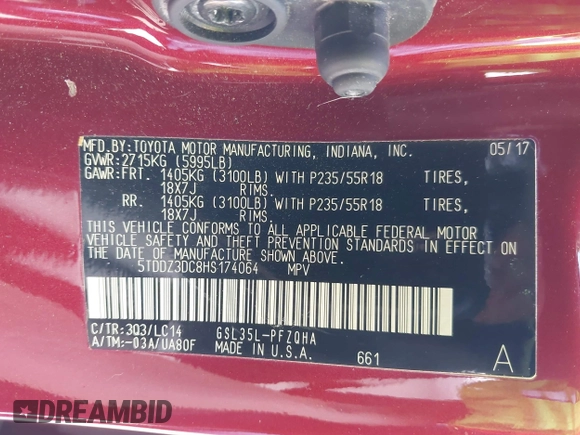 MFD.BY:TOYOTA MOTOR MANUFACTURING, INDIANA, INC. 05/17
GVWR:2715KG (5995LB)
GAWR:FRT. 1405KG (3100LB) WITH P235/55R18 TIRES,
18X7J RIMS.
RR. 1405KG (3100LB) WITH P235/55R18 TIRES,
18X7J RIMS.
THIS VEHICLE CONFORMS TO ALL APPLICABLE FEDERAL MOTOR
VEHICLE SAFETY AND THEFT PREVENTION STANDARDS IN EFFECT ON
THE DATE OF MANUFACTURE SHOWN ABOVE.
5TDDZ3DC8HS174064 MPV
C/TR:3Q3/LC14 GSL35L-PFZQHA
A/TM:-03A/UA80F MADE IN U.S.A. 661 A
DREAMBID